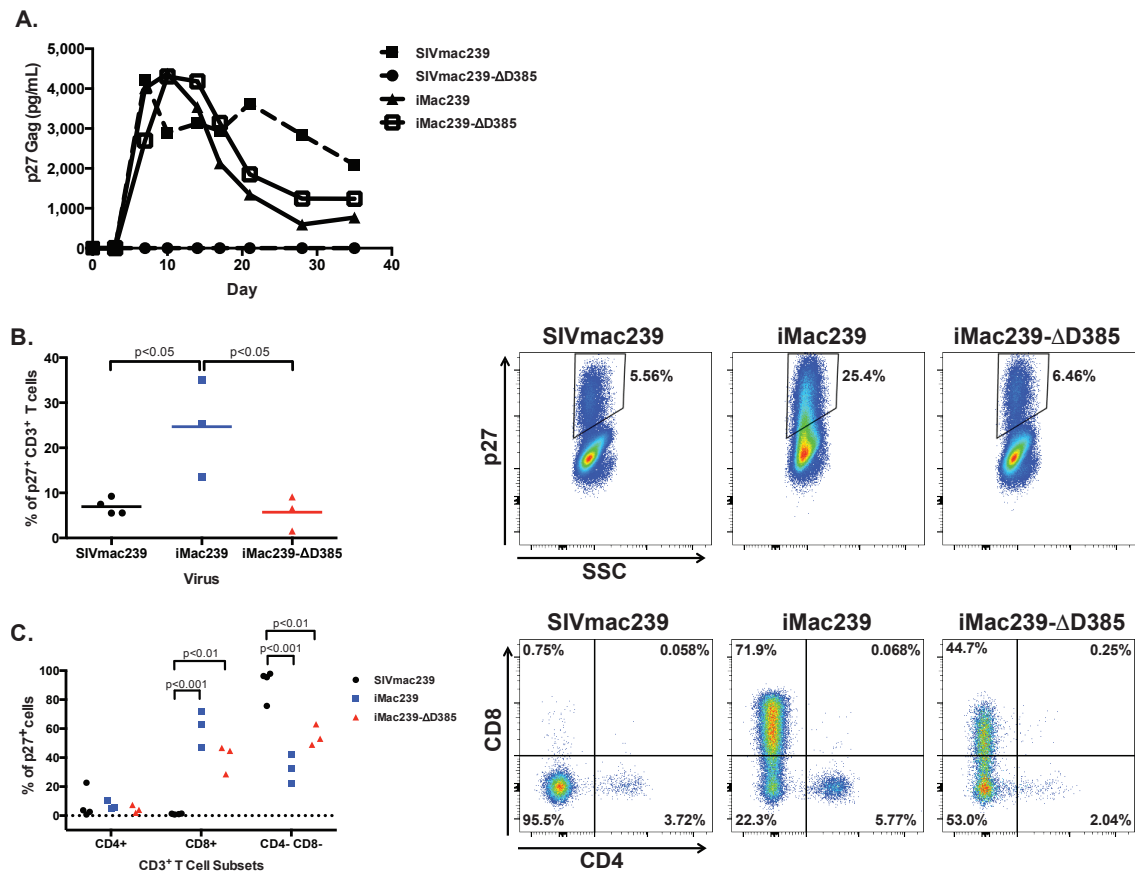 A.
5,000
4,000
3,000
2,000
1,000
0
p27 Gag (pg/mL)
0 10 20 30 40
Day
SIVmac239
SIVmac239-ΔD385
iMac239
iMac239-ΔD385
B.
p<0.05 p<0.05
40
30
20
10
0
% of p27+ CD3+ T cells
SIVmac239 iMac239 iMac239-ΔD385
Virus
SIVmac239 iMac239 iMac239-ΔD385
5.56% 25.4% 6.46%
p27
SSC
C.
p<0.01
p<0.01
p<0.001
p<0.001
100
80
60
40
20
0
% of p27+cells
CD4+ CD8+ CD4- CD8-
CD3+ T Cell Subsets
SIVmac239
iMac239
iMac239-ΔD385
SIVmac239 iMac239 iMac239-ΔD385
0.75% 0.058% 71.9% 0.068% 44.7% 0.25%
CD8
95.5% 3.72% 22.3% 5.77% 53.0% 2.04%
CD4